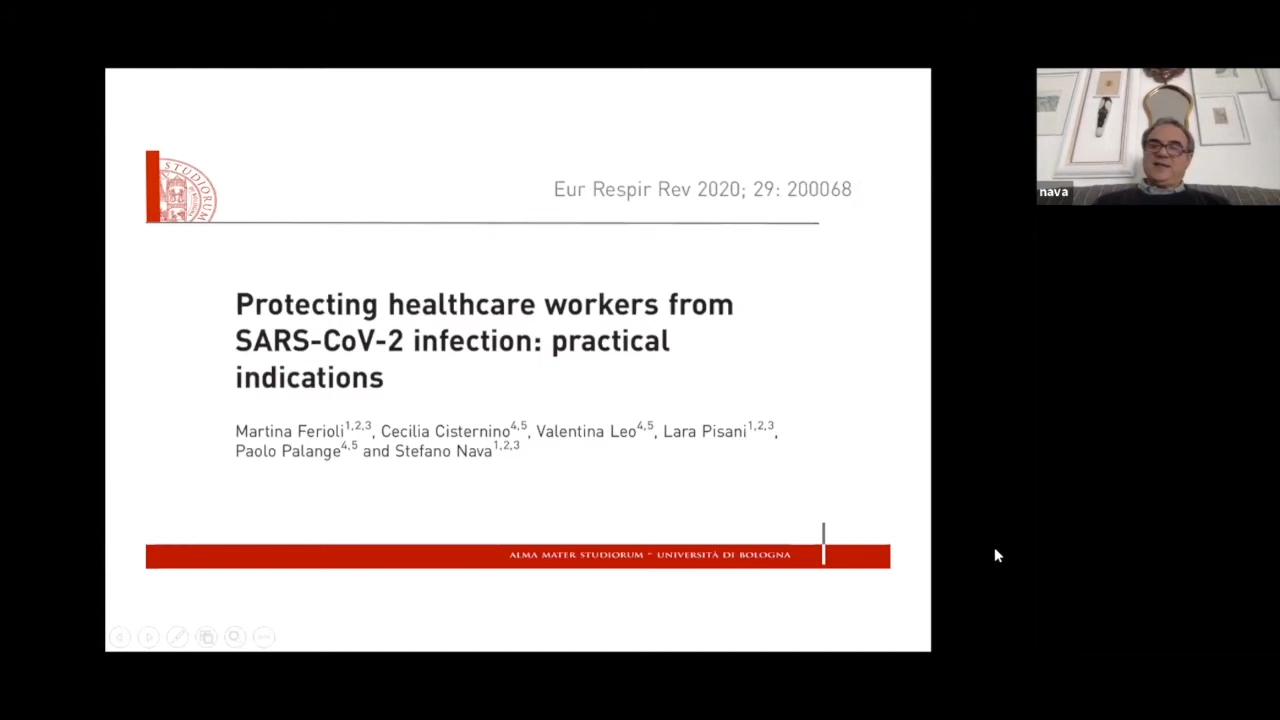 STUDIORUM
Eur Respir Rev 2020; 29: 200068
Protecting healthcare workers from
SARS-CoV-2 infection: practical
indications
Martina Ferioli1,2,3, Cecilia Cisternino4,5, Valentina Leo4,5, Lara Pisani1,2,3,
Paolo Palange4,5 and Stefano Nava1,2,3
ALMA MATER STUDIORUM ~ UNIVERSITÀ DI BOLOGNA
nava